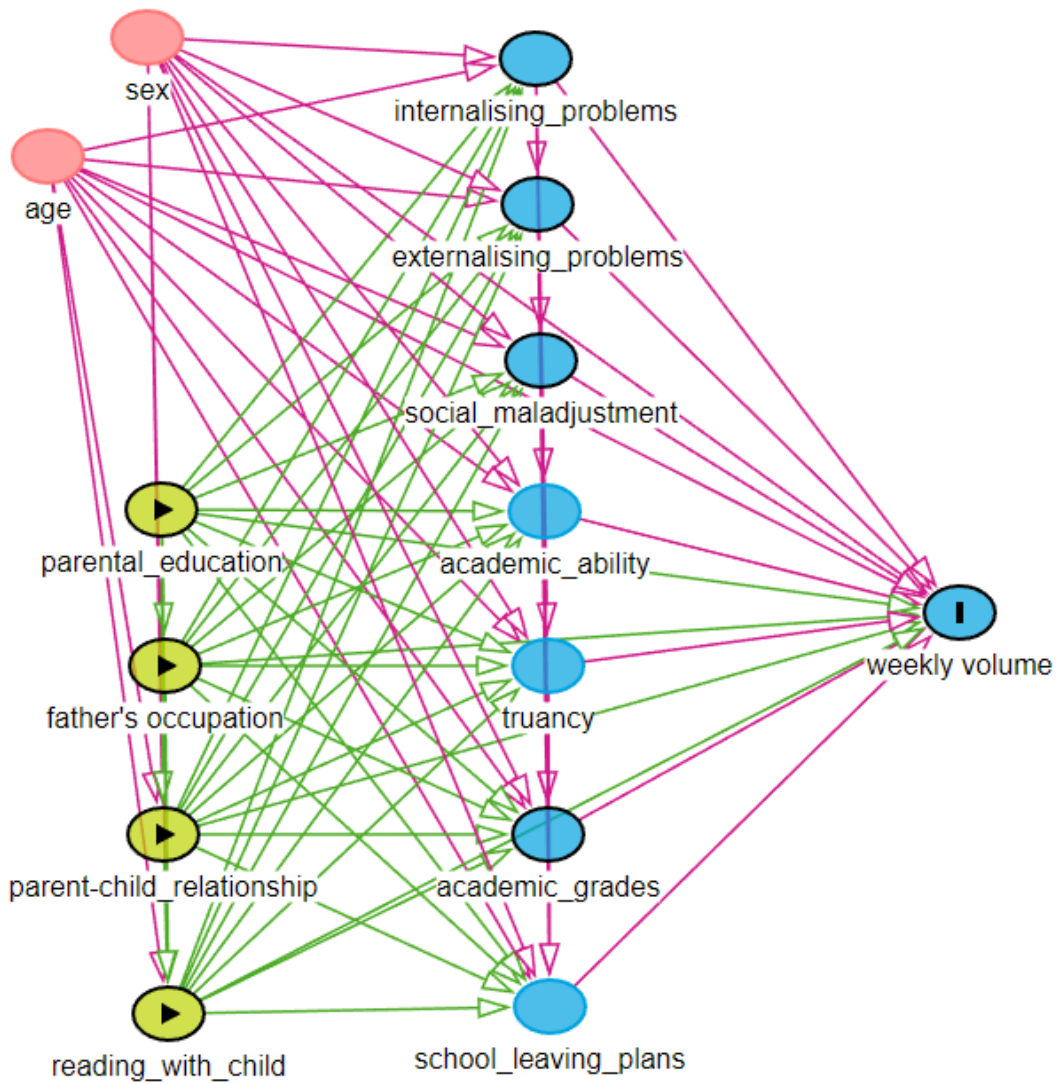 sex
internalising_problems
age
externalising_problems
social_maladjustment
parental_education
academic_ability
weekly volume
father's occupation
truancy
parent-child_relationship
academic_grades
reading_with_child
school_leaving_plans